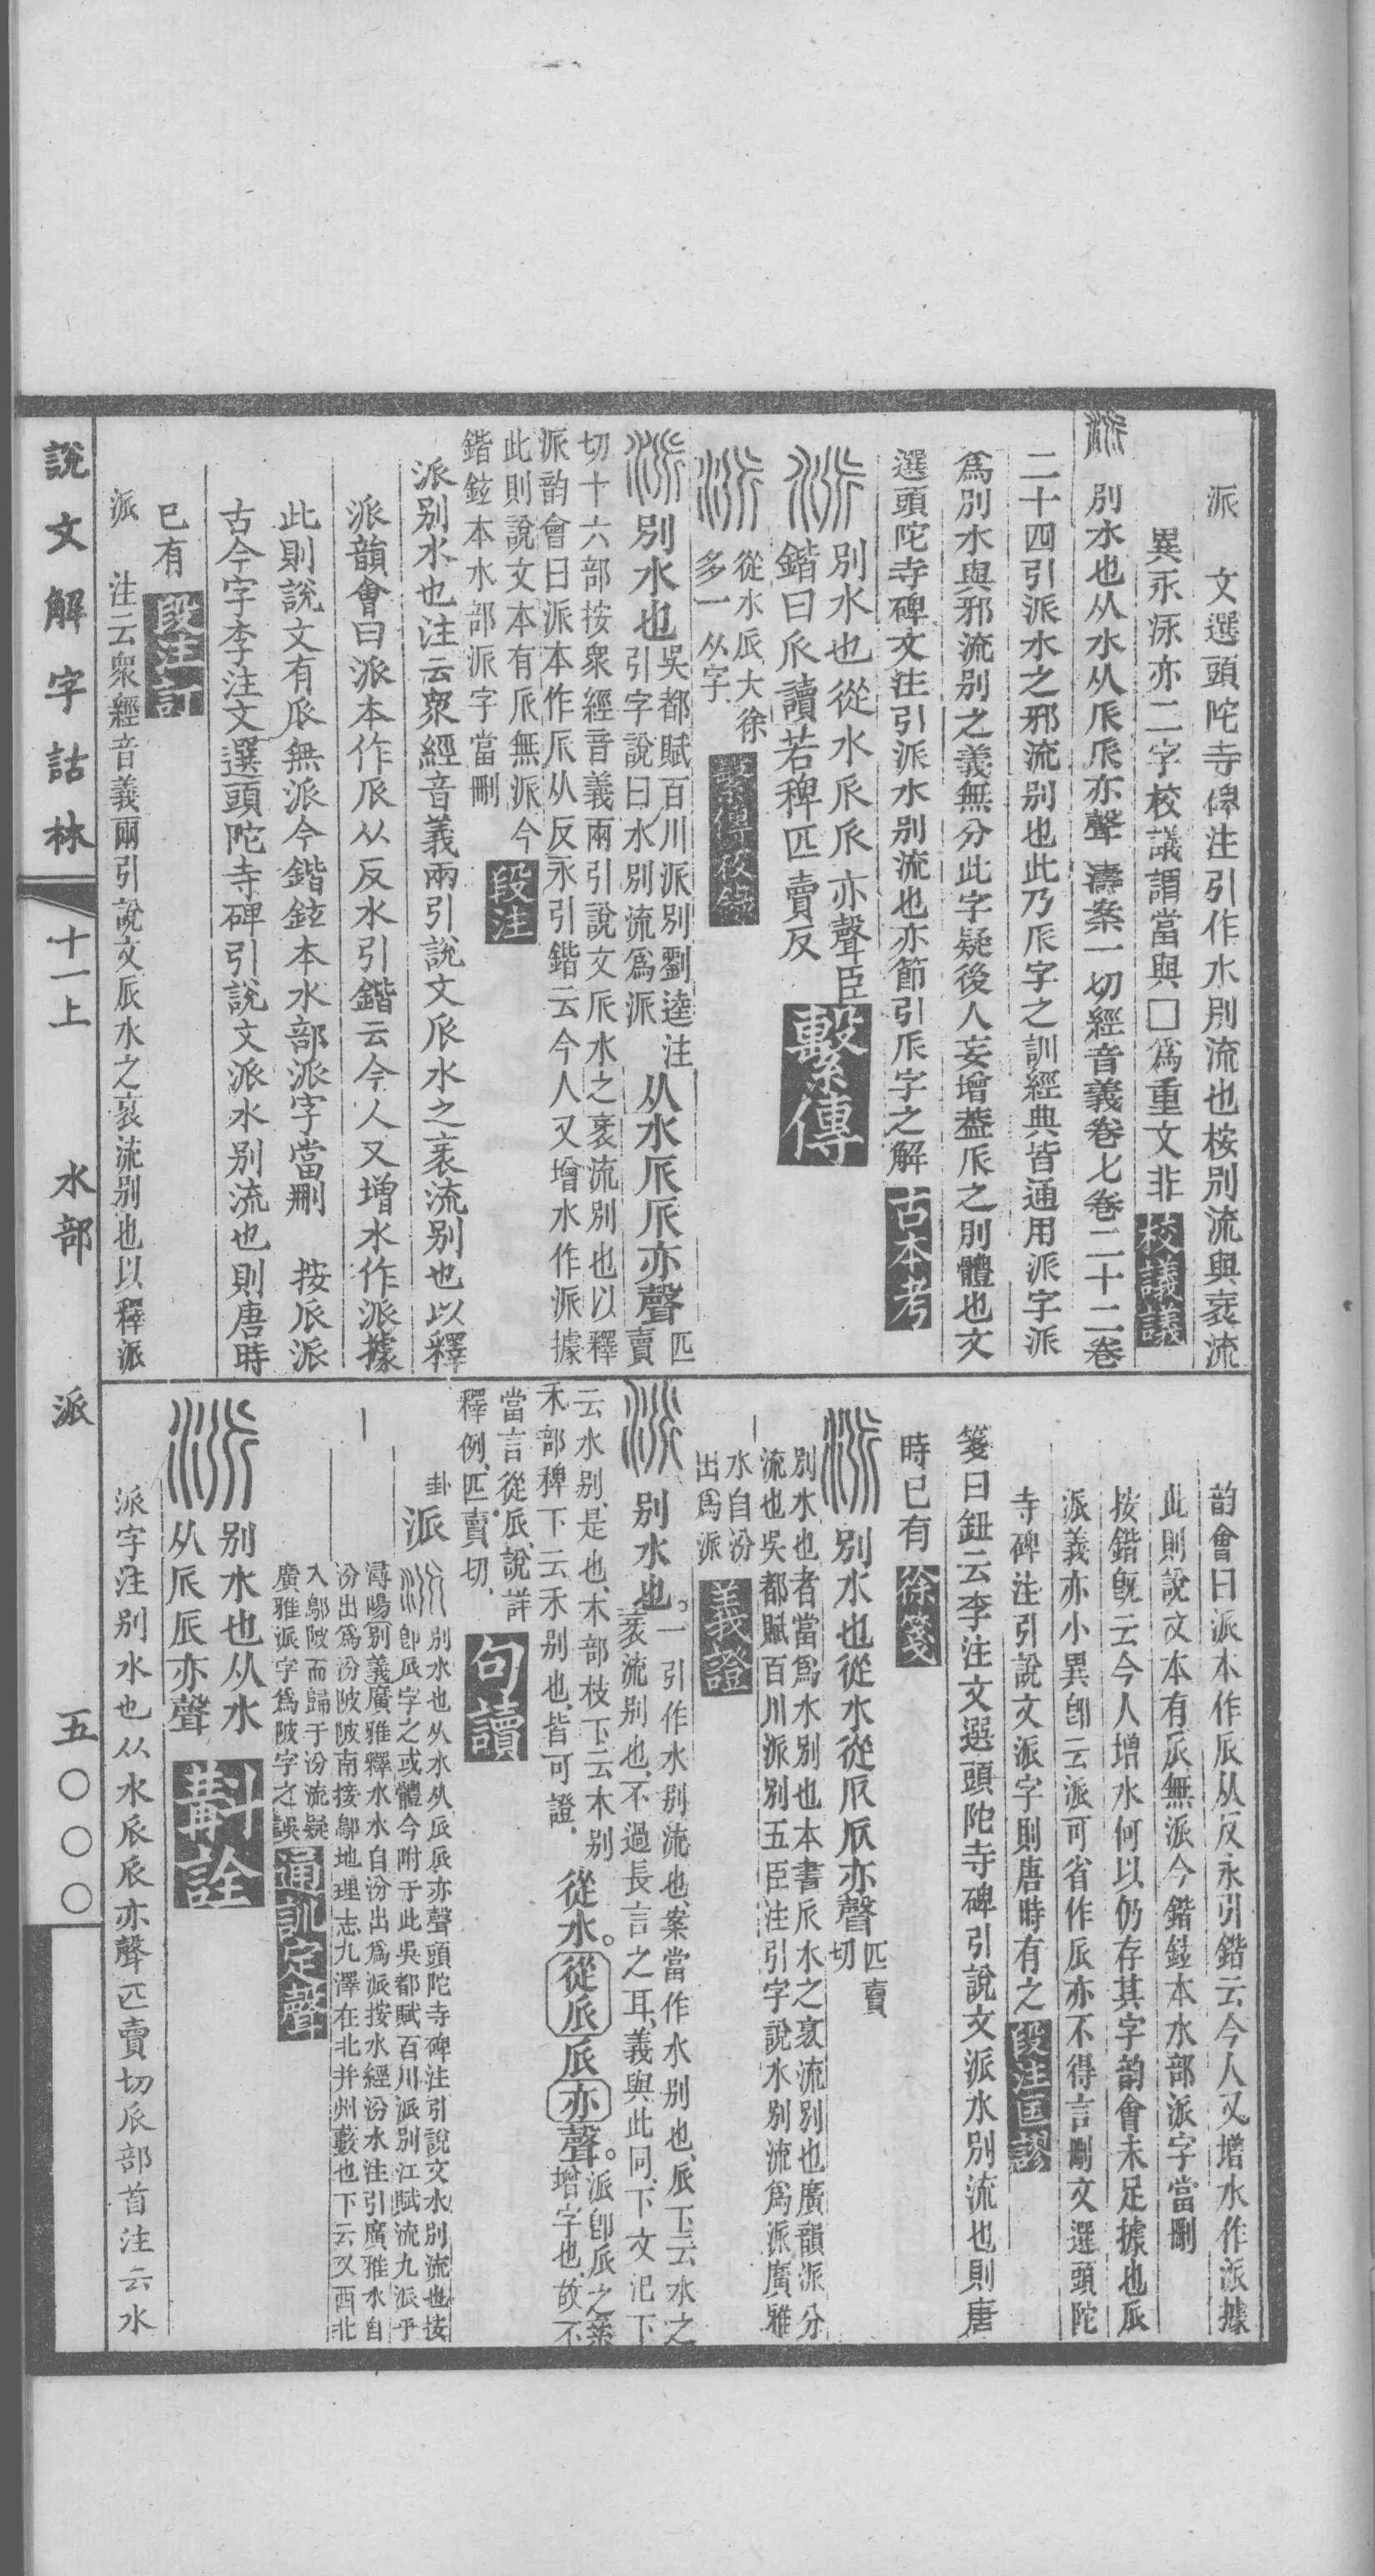 派　文選頭陀寺碑注引作水別流也桉別流與衺流
異永泳亦二字校議謂當與□爲重文非 校議議
別水也从水从𠂢𠂢亦聲 濤案一切經音義卷七卷二十二卷
二十四引派水之邪流别也此乃𠂢字之訓經典皆通用派字派
爲別水與邪流別之義無分此字疑後人妄增葢𠂢之別體也文
選頭陀寺碑文注引派水別流也亦節引𠂢字之解 古本考
別水也從水𠂢𠂢亦聲臣
鍇曰𠂢讀若稗匹賣反 繫傳
從水𠂢大徐
多一从字 繫傳校錄
別水也
吳都賦百川派別劉逵注
引字說曰水別流爲派
从水𠂢𠂢亦聲
匹
賣
切十六部按衆經音義兩引說文𠂢水之衺流別也以釋
派韵會曰派本作𠂢从反永引鍇云今人又增水作派據
此則說文本有𠂢無派今
鍇鉉本水部派字當刪 段注
派别水也注云衆經音義兩引說文𠂢水之衺流别也以釋
派韻會曰派本作𠂢从反水引鍇云今人又增水作派據
此則說文有𠂢無派今鍇鉉本水部派字當刪　按𠂢派
古今字李注文選頭陀寺碑引說文派水别流也則唐時
已有 段注訂
派　注云衆經音義兩引說文𠂢水之衺流别也以釋派
韵會曰派本作𠂢从反永引鍇云今人又增水作派據
此則說文本有𠂢無派今鍇鉉本水部派字當刪
按鍇旣云今人增水何以仍存其字韵會未足據也𠂢
派義亦小異卽云派可省作𠂢亦不得言刪文選頭陀
寺碑注引說文派字則唐時有之 段注匡謬
箋曰鈕云李注文選頭陀寺碑引說文派水別流也則唐
時已有 徐箋
別水也從水從𠂢𠂢亦聲
匹賣
切
別水也者當爲水別也本書𠂢水之衺流別也廣韻派分
流也吳都賦百川派別五臣注引字說水別流爲派廣雅
水自汾
出爲派 義證
别水也。
一引作水别流也、案當作水别也、𠂢下云水之
衺流别也、不過長言之耳、義與此同、下文汜下
云水别、是也、木部枝下云木别
禾部稗下云禾别也、皆可證、
從水。從𠂢𠂢亦聲。
派卽𠂢之絫
增字也、故不
當言從𠂢、說詳
釋例、匹賣切、 句讀
卦
派
別水也从水从𠂢𠂢亦聲頭陀寺碑注引說文水別流也按
卽𠂢字之或體今附于此吳都賦百川派別江賦流九派乎
潯陽別義廣雅釋水水自汾出爲派按水經汾水注引廣雅水自
汾出爲汾陂陂南接鄔地理志九澤在北并州藪也下云又西北
入鄔陂而歸于汾流疑
廣雅派字爲陂字之誤 通訓定聲
别水也从水
从𠂢𠂢亦聲 斠詮
派字注别水也从水𠂢𠂢亦聲匹賣切𠂢部首注云水
說文解字詁林　十一上　水部　派　五〇〇〇